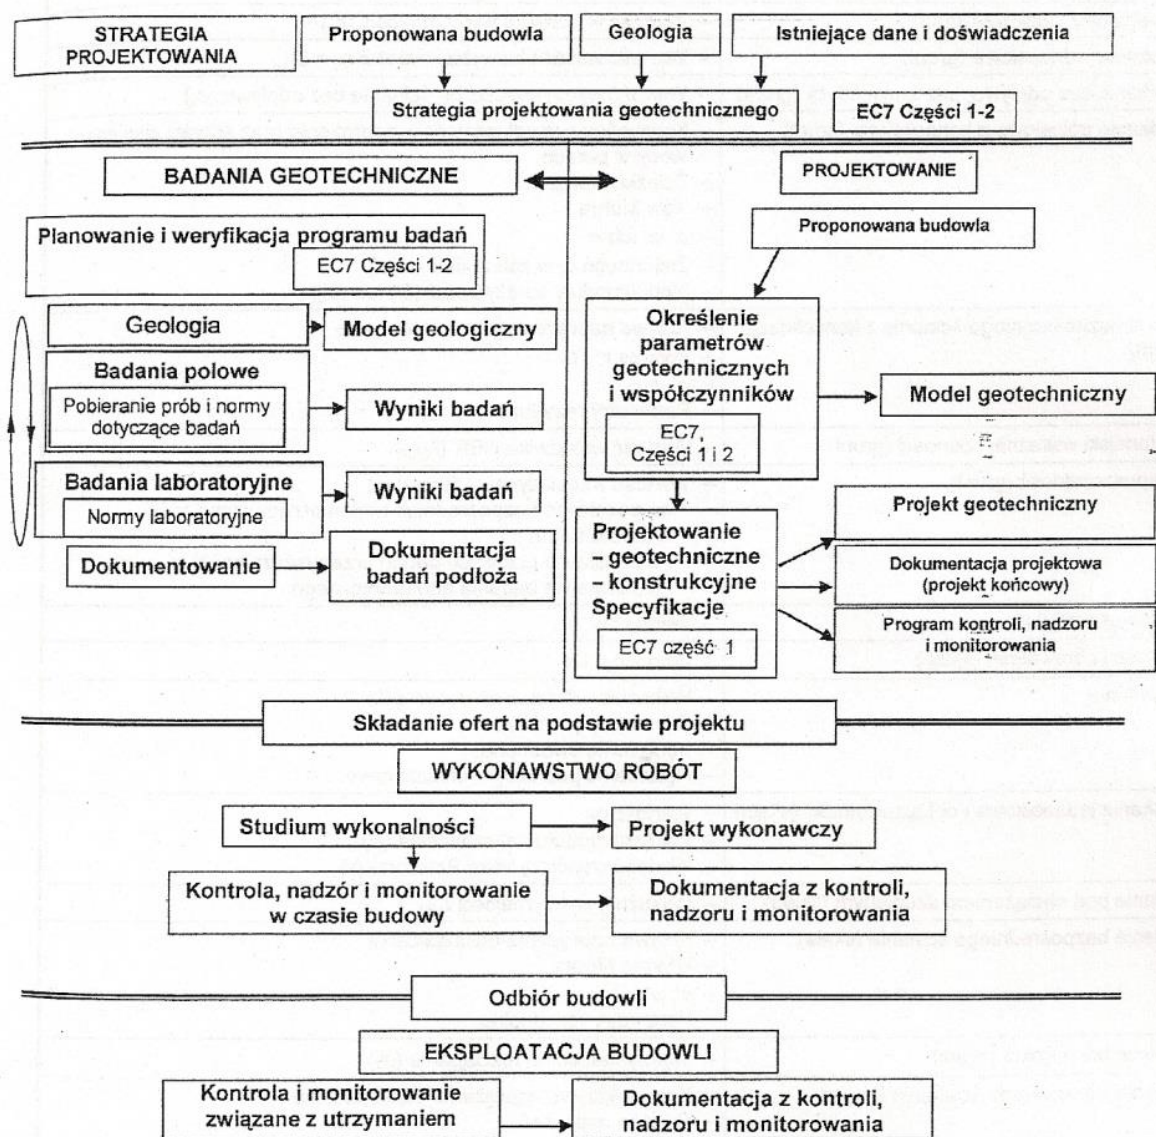 STRATEGIA
PROJEKTOWANIA
Proponowana budowla
Geologia
Istniejące dane i doświadczenia
Strategia projektowania geotechnicznego
EC7 Części 1-2
BADANIA GEOTECHNICZNE
PROJEKTOWANIE
Planowanie i weryfikacja programu badań
EC7 Części 1-2
Proponowana budowla
Geologia
Model geologiczny
Badania polowe
Pobieranie prób i normy
dotyczące badań
Wyniki badań
Badania laboratoryjne
Normy laboratoryjne
Wyniki badań
Dokumentowanie
Dokumentacja
badań podłoża
Określenie
parametrów
geotechnicznych
i współczynników
EC7,
Części 1 i 2
Model geotechniczny
Projektowanie
– geotechniczne
– konstrukcyjne
Specyfikacje
EC7 część 1
Projekt geotechniczny
Dokumentacja projektowa
(projekt końcowy)
Program kontroli, nadzoru
i monitorowania
Składanie ofert na podstawie projektu
WYKONAWSTWO ROBÓT
Studium wykonalności
Projekt wykonawczy
Kontrola, nadzór i monitorowanie
w czasie budowy
Dokumentacja z kontroli,
nadzoru i monitorowania
Odbiór budowli
EKSPLOATACJA BUDOWLI
Kontrola i monitorowanie
związane z utrzymaniem
Dokumentacja z kontroli,
nadzoru i monitorowania